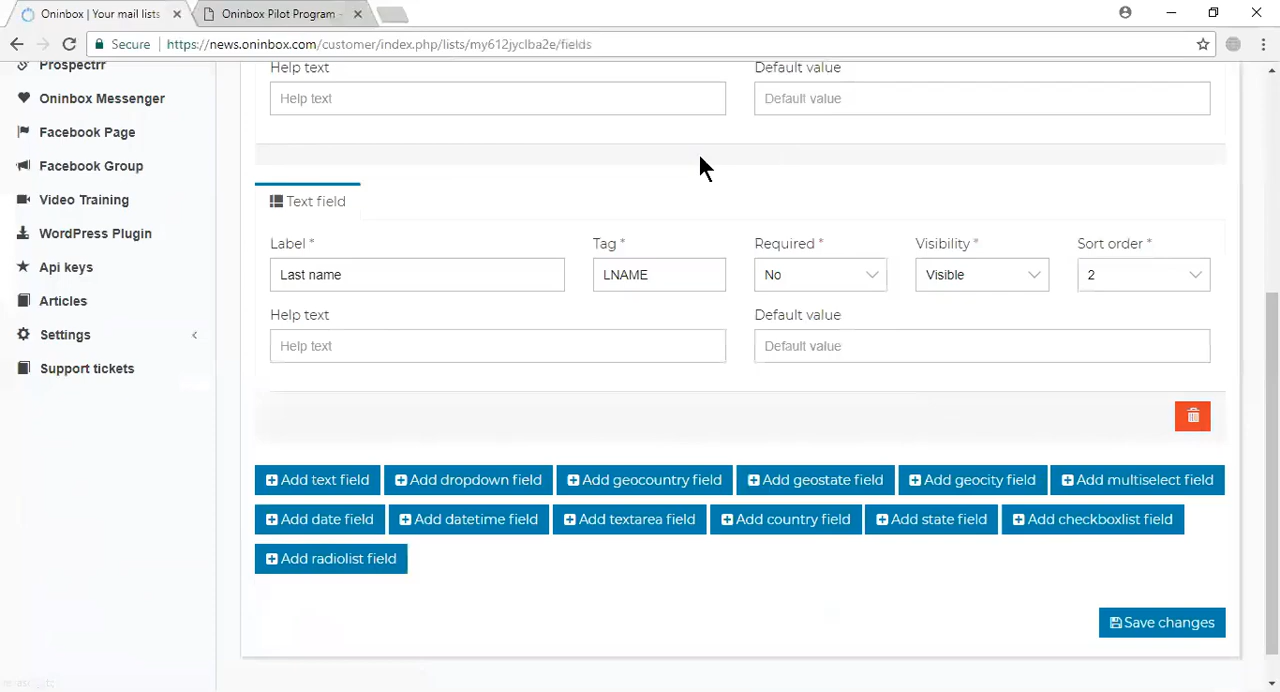 Oninbox | Your mail lists
Oninbox Pilot Program -
Secure
https://news.oninbox.com/customer/index.php/lists/my612jyclba2e/fields
Prospectrr
Oninbox Messenger
Facebook Page
Facebook Group
Video Training
WordPress Plugin
Api keys
Articles
Settings
Support tickets
Help text
Default value
Help text
Default value
Text field
Label *
Tag *
Required *
Visibility *
Sort order *
Last name
LNAME
No
Visible
2
Help text
Default value
Help text
Default value
Add text field
Add dropdown field
Add geocountry field
Add geostate field
Add geocity field
Add multiselect field
Add date field
Add datetime field
Add textarea field
Add country field
Add state field
Add checkboxlist field
Add radiolist field
Save changes